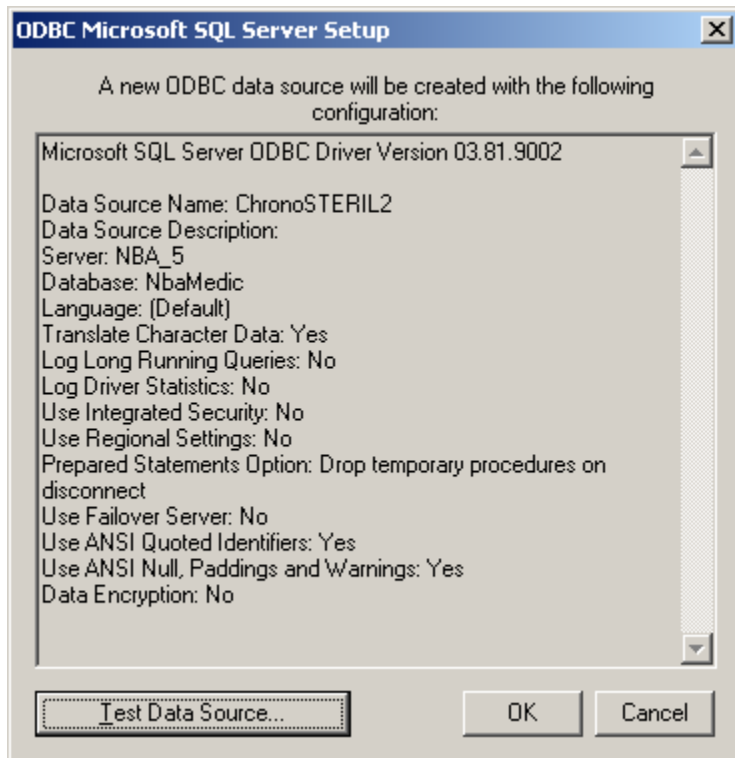 ODBC Microsoft SQL Server Setup
A new ODBC data source will be created with the following
configuration:
Microsoft SQL Server ODBC Driver Version 03.81.9002
Data Source Name: ChronoSTERIL2
Data Source Description:
Server: NBA_5
Database: NbaMedic
Language: (Default)
Translate Character Data: Yes
Log Long Running Queries: No
Log Driver Statistics: No
Use Integrated Security: No
Use Regional Settings: No
Prepared Statements Option: Drop temporary procedures on
disconnect
Use Failover Server: No
Use ANSI Quoted Identifiers: Yes
Use ANSI Null, Paddings and Warnings: Yes
Data Encryption: No
Test Data Source... OK Cancel